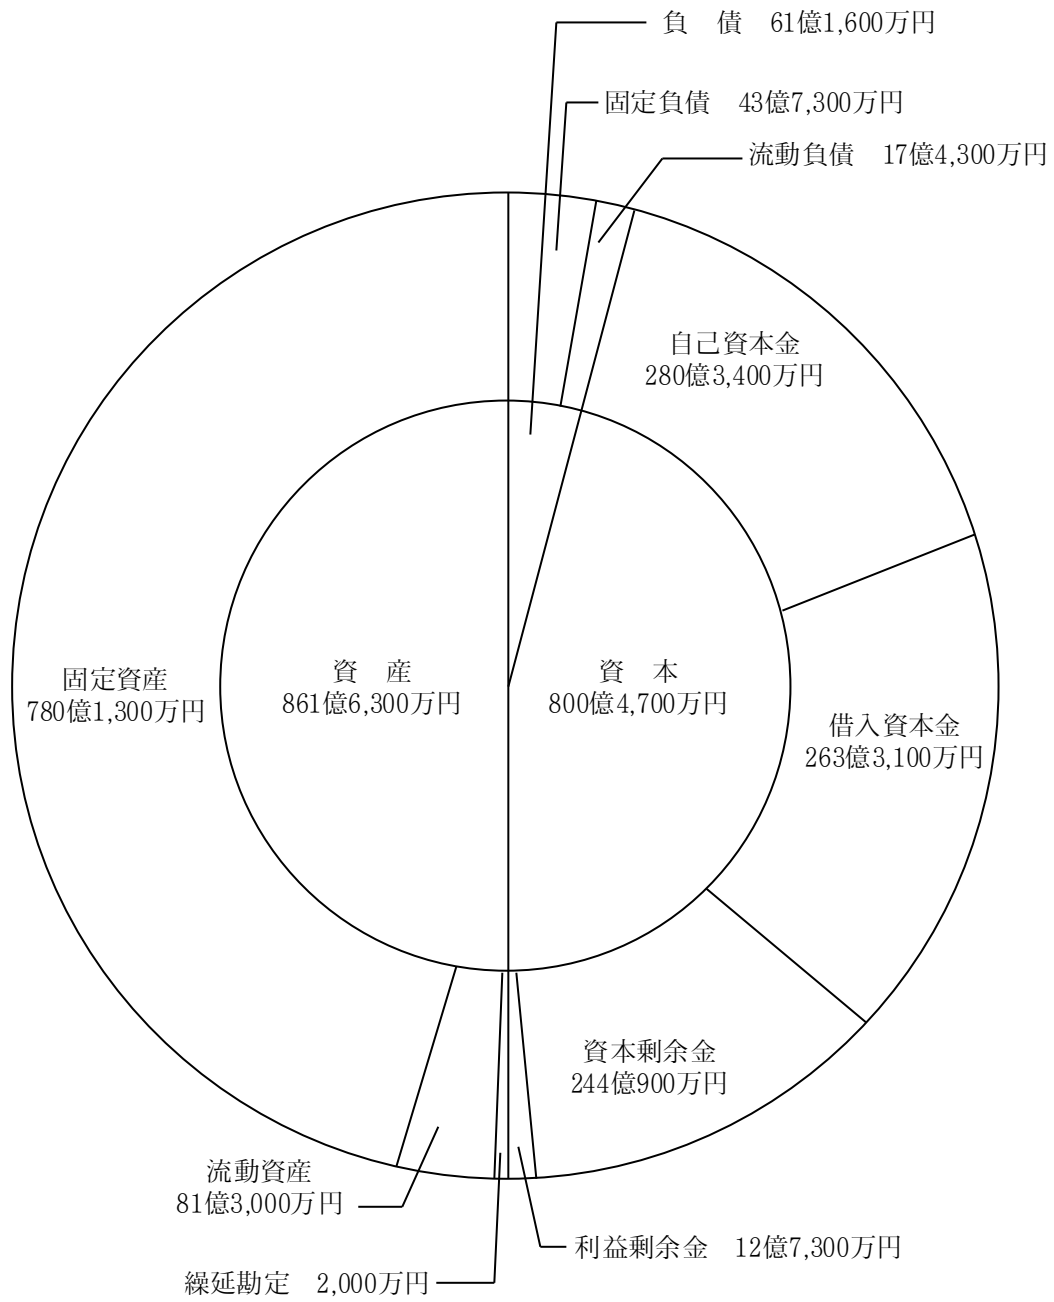 負　債　61億1,600万円
固定負債　43億7,300万円
流動負債　17億4,300万円
自己資本金
280億3,400万円
固定資産
780億1,300万円
資　産
861億6,300万円
資　本
800億4,700万円
借入資本金
263億3,100万円
資本剰余金
244億900万円
流動資産
81億3,000万円
利益剰余金　12億7,300万円
繰延勘定　2,000万円